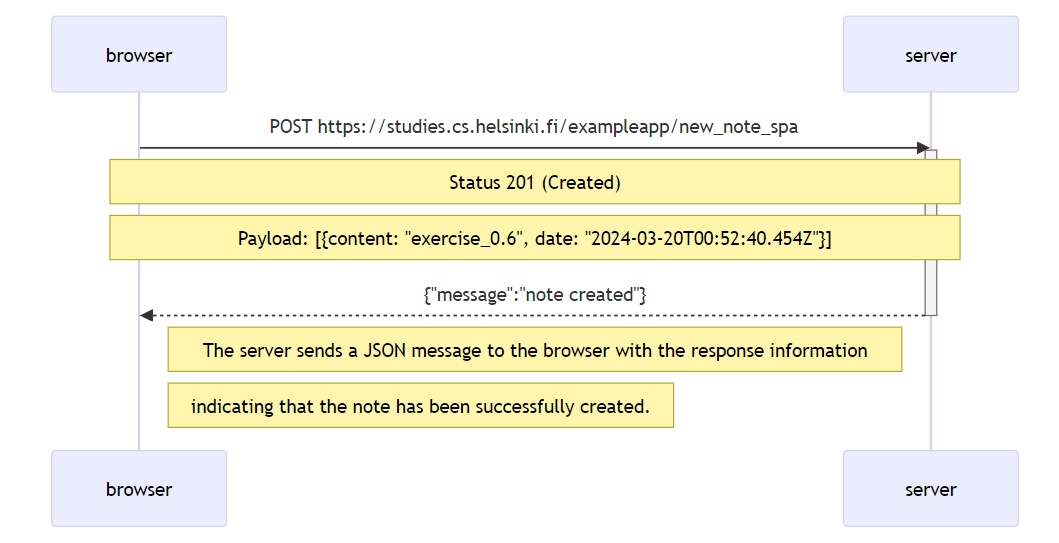 browser
server
POST https://studies.cs.helsinki.fi/exampleapp/new_note_spa
Status 201 (Created)
Payload: [{content: "exercise_0.6", date: "2024-03-20T00:52:40.454Z"}]
{"message":"note created"}
The server sends a JSON message to the browser with the response information
indicating that the note has been successfully created.
browser
server